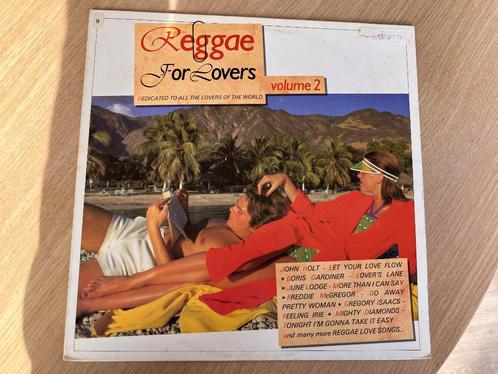 9
Reggae
For Lovers
volume 2
DEDICATED TO ALL THE LOVERS OF THE WORLD
JOHN HOLT - LET YOUR LOVE FLOW
• BORIS GARDINER - LOVER'S LANE
• JUNE LODGE - MORE THAN I CAN SAY
• FREDDIE McGREGOR - GO AWAY
PRETTY WOMAN • GREGORY ISAACS -
FEELING IRIE • MIGHTY DIAMONDS -
TONIGHT I'M GONNA TAKE IT EASY
and many more REGGAE LOVE SONGS...